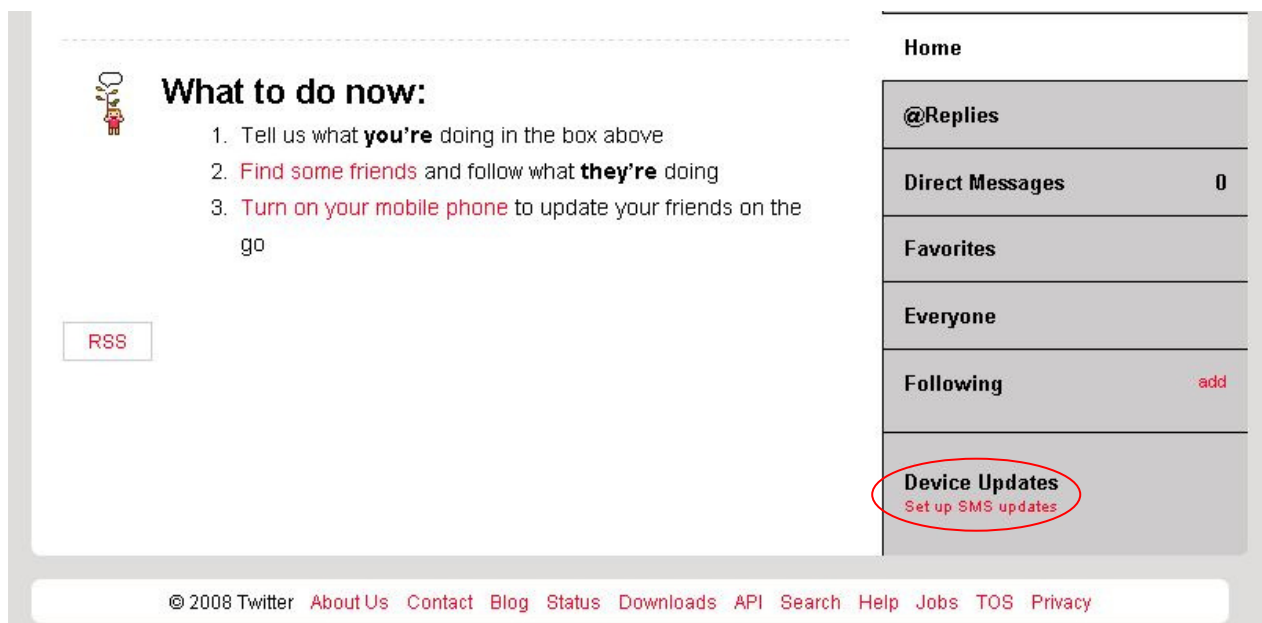 What to do now:
1. Tell us what you're doing in the box above
2. Find some friends and follow what they're doing
3. Turn on your mobile phone to update your friends on the
go
RSS
Home
@Replies
Direct Messages 0
Favorites
Everyone
Following add
Device Updates
Set up SMS updates
© 2008 Twitter About Us Contact Blog Status Downloads API Search Help Jobs TOS Privacy